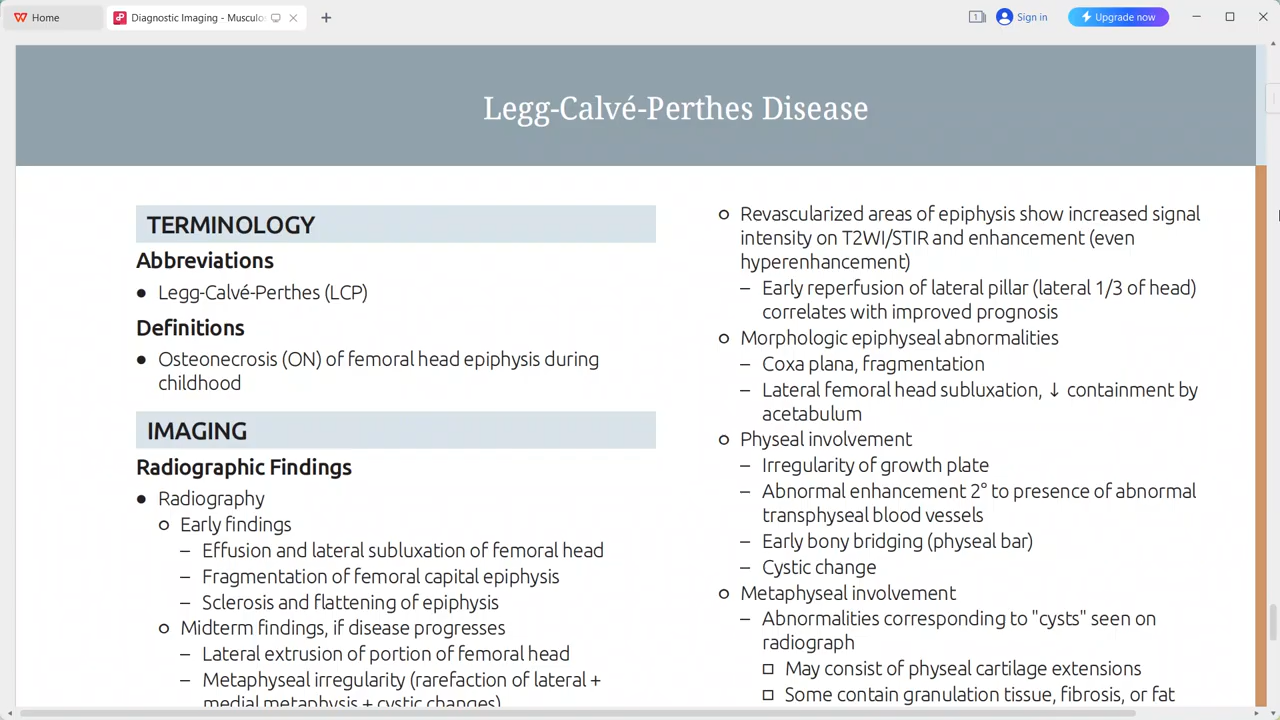 Home
Diagnostic Imaging - Musculo
1
Sign in
Upgrade now
Legg-Calvé-Perthes Disease
TERMINOLOGY
Abbreviations
● Legg-Calvé-Perthes (LCP)
Definitions
● Osteonecrosis (ON) of femoral head epiphysis during
childhood
IMAGING
Radiographic Findings
● Radiography
○ Early findings
– Effusion and lateral subluxation of femoral head
– Fragmentation of femoral capital epiphysis
– Sclerosis and flattening of epiphysis
○ Midterm findings, if disease progresses
– Lateral extrusion of portion of femoral head
– Metaphyseal irregularity (rarefaction of lateral +
medial metaphysis + cystic changes)
○ Revascularized areas of epiphysis show increased signal
intensity on T2WI/STIR and enhancement (even
hyperenhancement)
– Early reperfusion of lateral pillar (lateral 1/3 of head)
correlates with improved prognosis
○ Morphologic epiphyseal abnormalities
– Coxa plana, fragmentation
– Lateral femoral head subluxation, ↓ containment by
acetabulum
○ Physeal involvement
– Irregularity of growth plate
– Abnormal enhancement 2° to presence of abnormal
transphyseal blood vessels
– Early bony bridging (physeal bar)
– Cystic change
○ Metaphyseal involvement
– Abnormalities corresponding to "cysts" seen on
radiograph
□ May consist of physeal cartilage extensions
□ Some contain granulation tissue, fibrosis, or fat